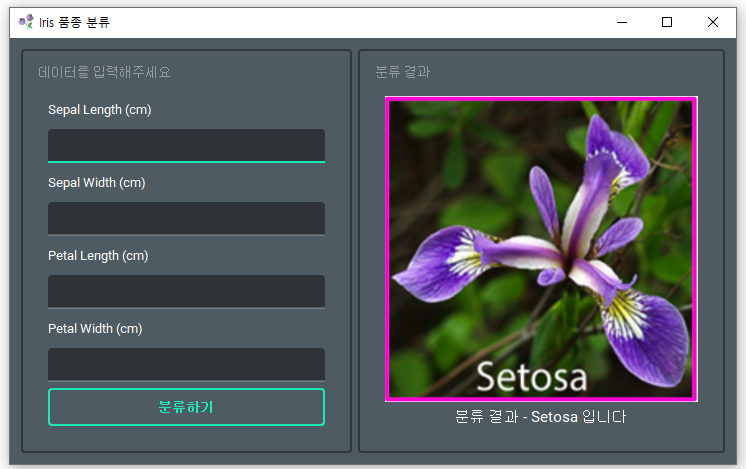 Iris 품종 분류
데이터를 입력해주세요
Sepal Length (cm)
Sepal Width (cm)
Petal Length (cm)
Petal Width (cm)
분류하기
분류 결과
Setosa
분류 결과 - Setosa 입니다